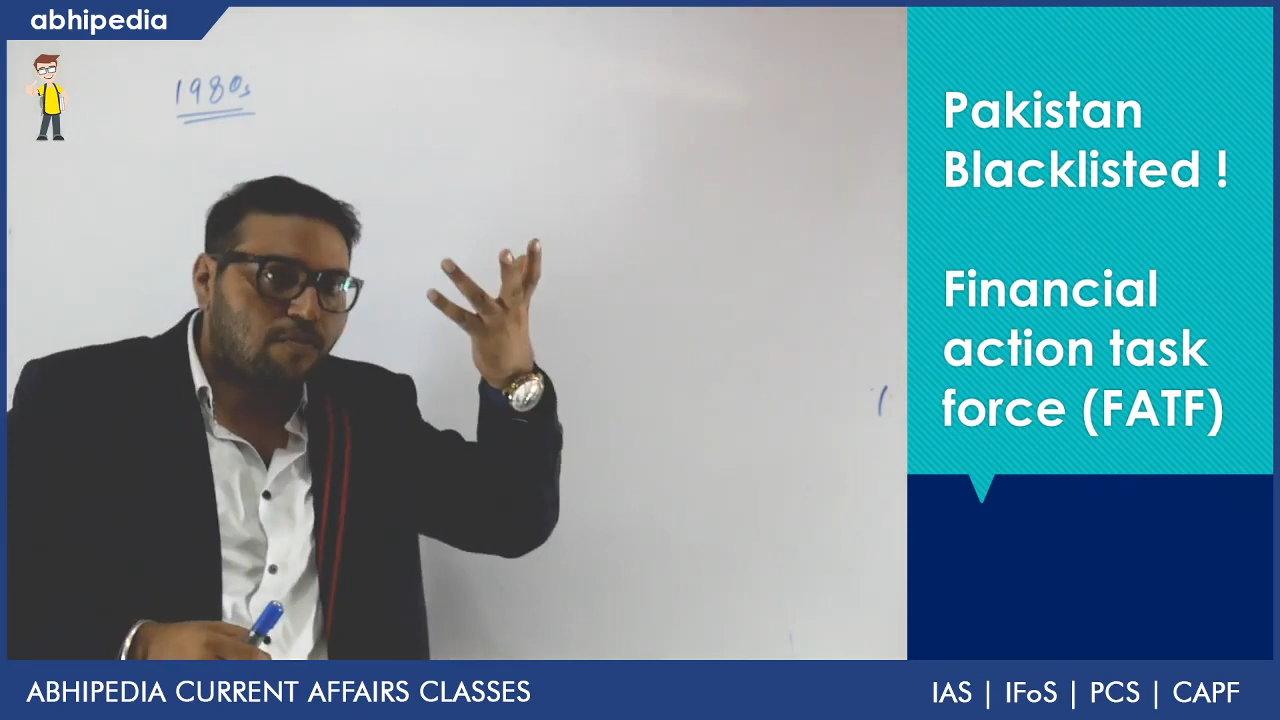 abhipedia
1980s
Pakistan
Blacklisted !
Financial
action task
force (FATF)
ABHIPEDIA CURRENT AFFAIRS CLASSES
IAS | IFoS | PCS | CAPF